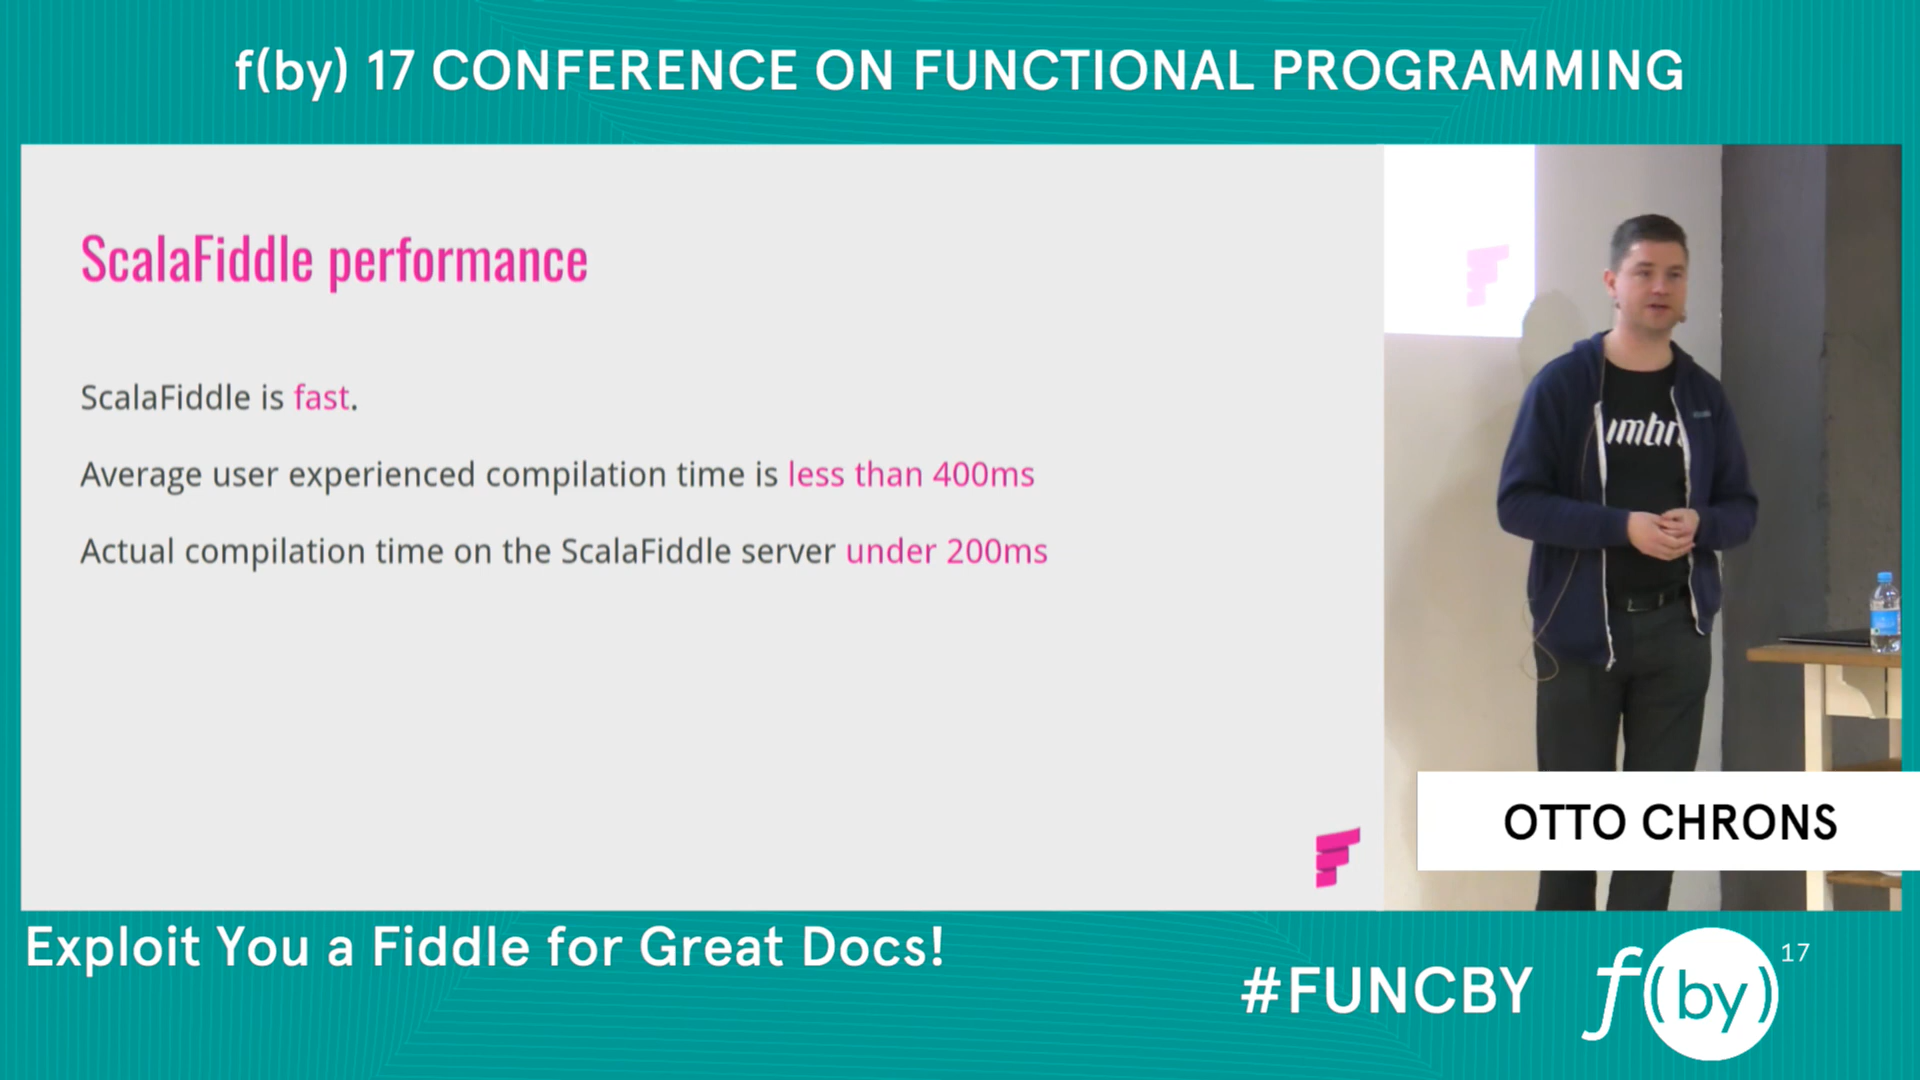 f(by) 17 CONFERENCE ON FUNCTIONAL PROGRAMMING
ScalaFiddle performance
ScalaFiddle is fast.
Average user experienced compilation time is less than 400ms
Actual compilation time on the ScalaFiddle server under 200ms
OTTO CHRONS
Exploit You a Fiddle for Great Docs!
#FUNCBY
f(by) 17